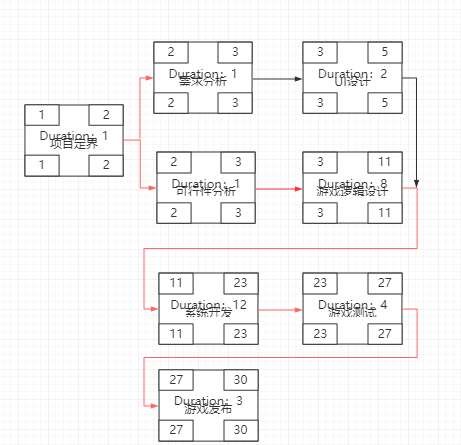 2 3
Duration：1
需求分析
2 3
3 5
Duration：2
UI设计
3 5
1 2
Duration：1
项目定界
1 2
2 3
Duration：1
可行性分析
2 3
3 11
Duration：8
游戏逻辑设计
3 11
11 23
Duration：12
系统开发
11 23
23 27
Duration：4
游戏测试
23 27
27 30
Duration：3
游戏发布
27 30